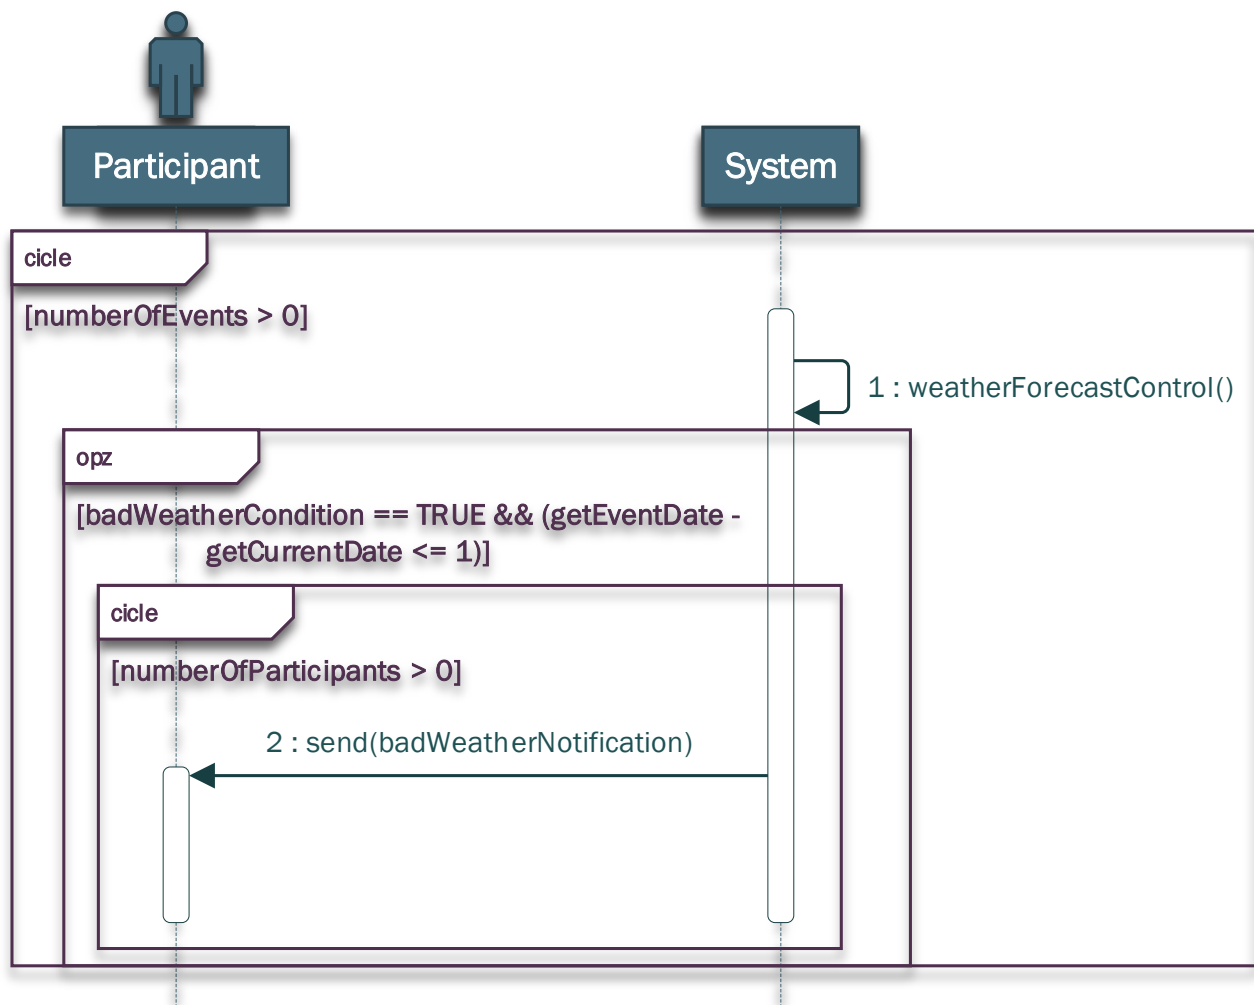 Participant
System
cicle
[numberOfEvents > 0]
1 : weatherForecastControl()
opz
[badWeatherCondition == TRUE && (getEventDate -
getCurrentDate <= 1)]
cicle
[numberOfParticipants > 0]
2 : send(badWeatherNotification)